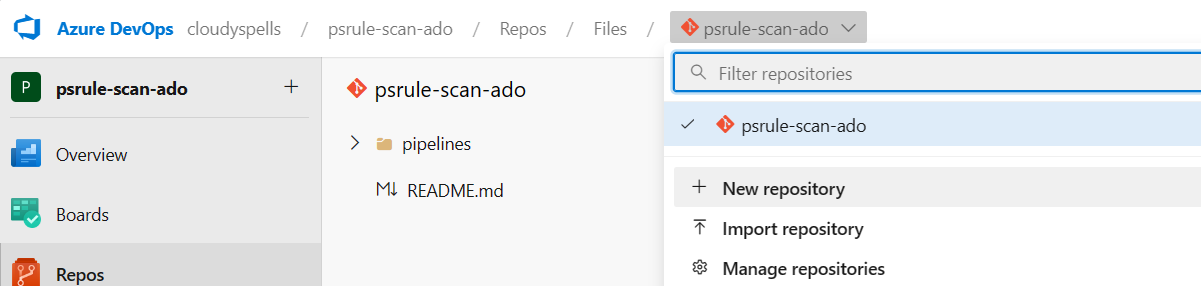 Azure DevOps cloudyspells / psrule-scan-ado / Repos / Files / psrule-scan-ado
P psrule-scan-ado +
Overview
Boards
Repos
psrule-scan-ado
pipelines
M↓ README.md
Filter repositories
psrule-scan-ado
New repository
Import repository
Manage repositories